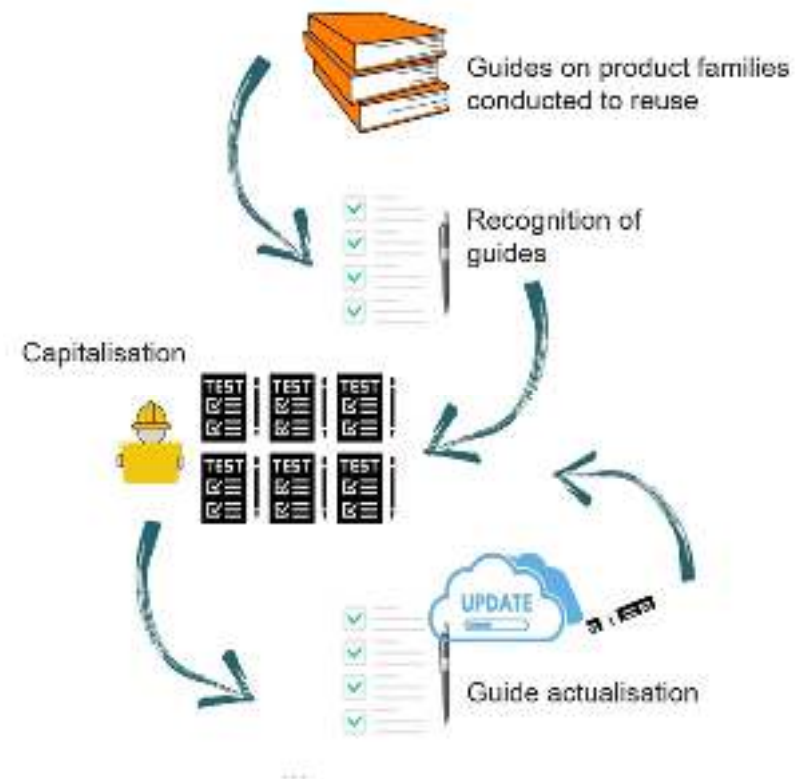 Guides on product families
conducted to reuse
Recognition of
guides
Capitalisation
TEST TEST TEST
TEST TEST TEST
UPDATE
Guide actualisation